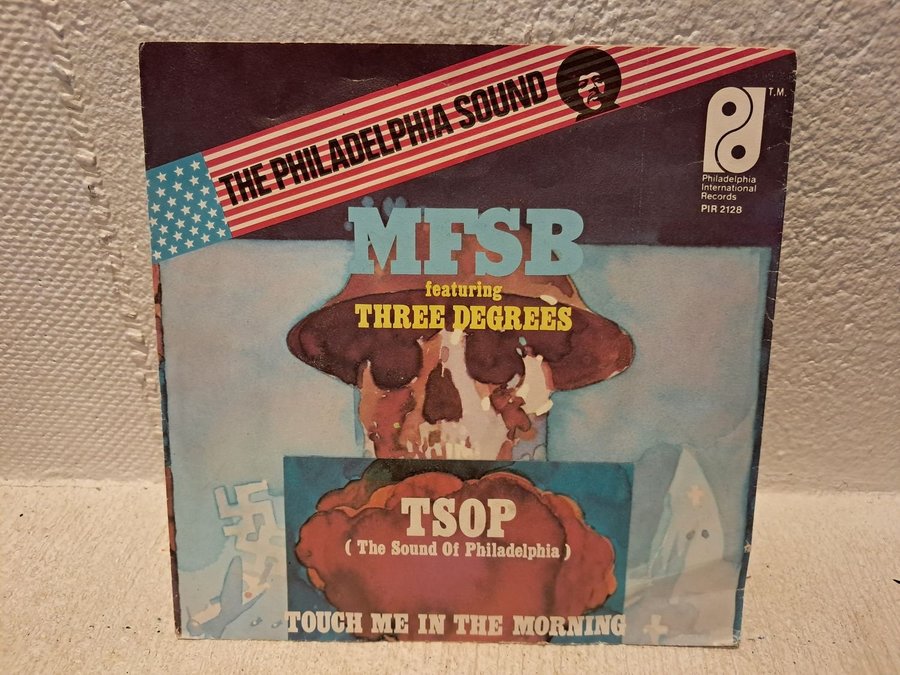 THE PHILADELPHIA SOUND
T.M.
Philadelphia
International
Records
PIR 2128
MFSB
featuring
THREE DEGREES
TSOP
( The Sound Of Philadelphia )
TOUCH ME IN THE MORNING